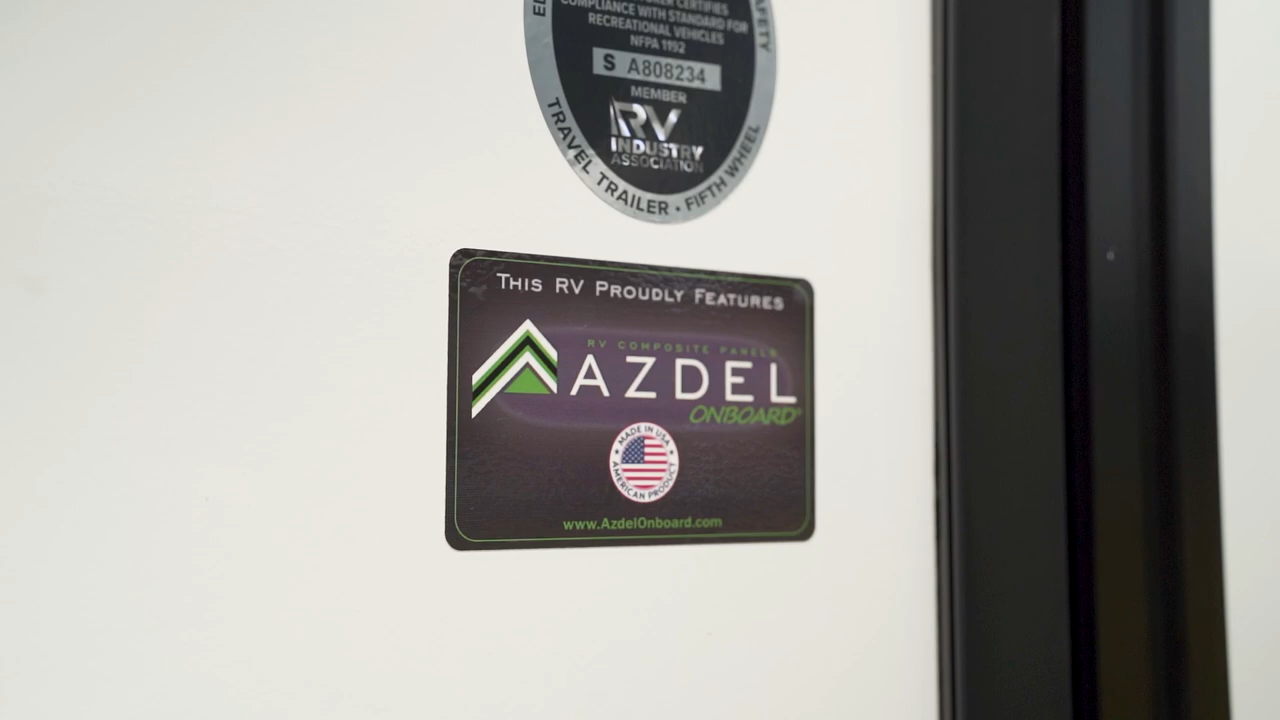 COMPLIANCE WITH STANDARD FOR
RECREATIONAL VEHICLES
NFPA 1192
S A808234
MEMBER
RV
INDUSTRY
ASSOCIATION
TRAVEL TRAILER • FIFTH WHEEL
THIS RV PROUDLY FEATURES
RV COMPOSITE PANELS
AZDEL
ONBOARD®
MADE IN USA
AMERICAN PRODUCT
www.AzdelOnboard.com